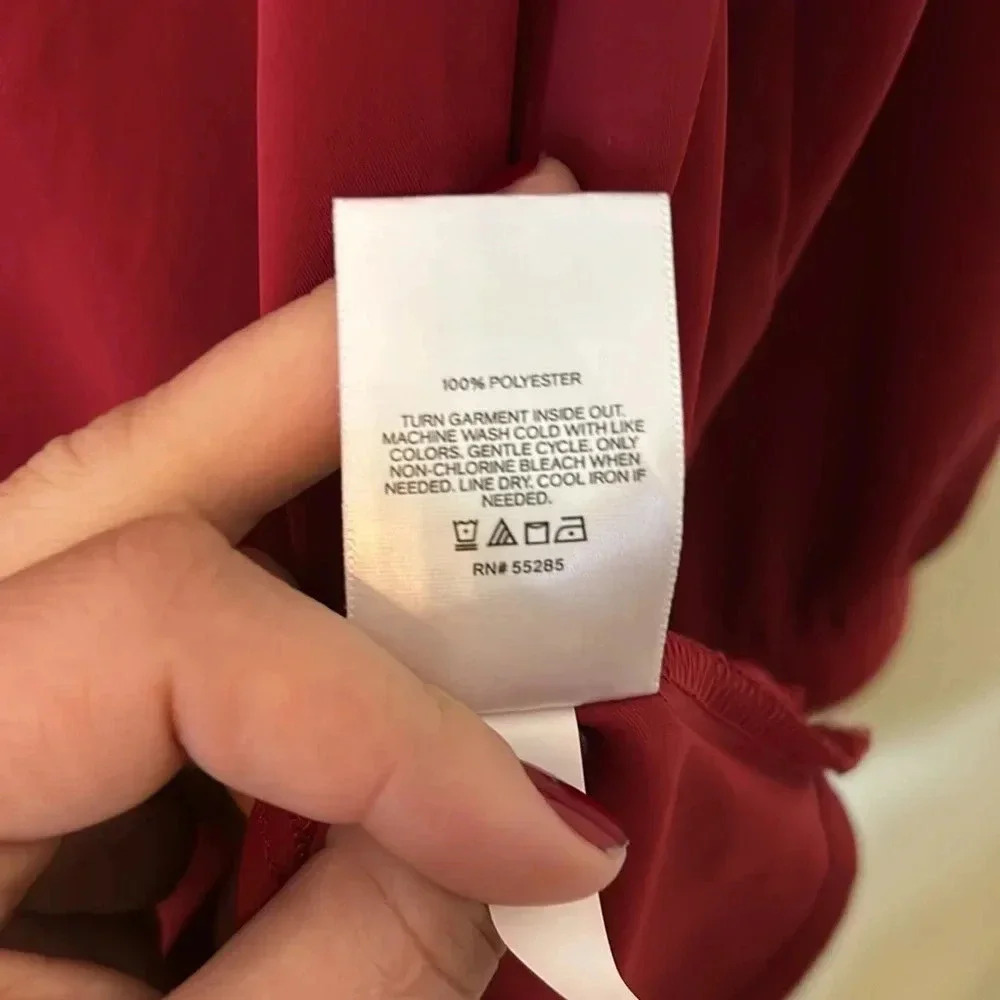 100% POLYESTER
TURN GARMENT INSIDE OUT.
MACHINE WASH COLD WITH LIKE
COLORS. GENTLE CYCLE. ONLY
NON-CHLORINE BLEACH WHEN
NEEDED. LINE DRY. COOL IRON IF
NEEDED.
RN# 55285